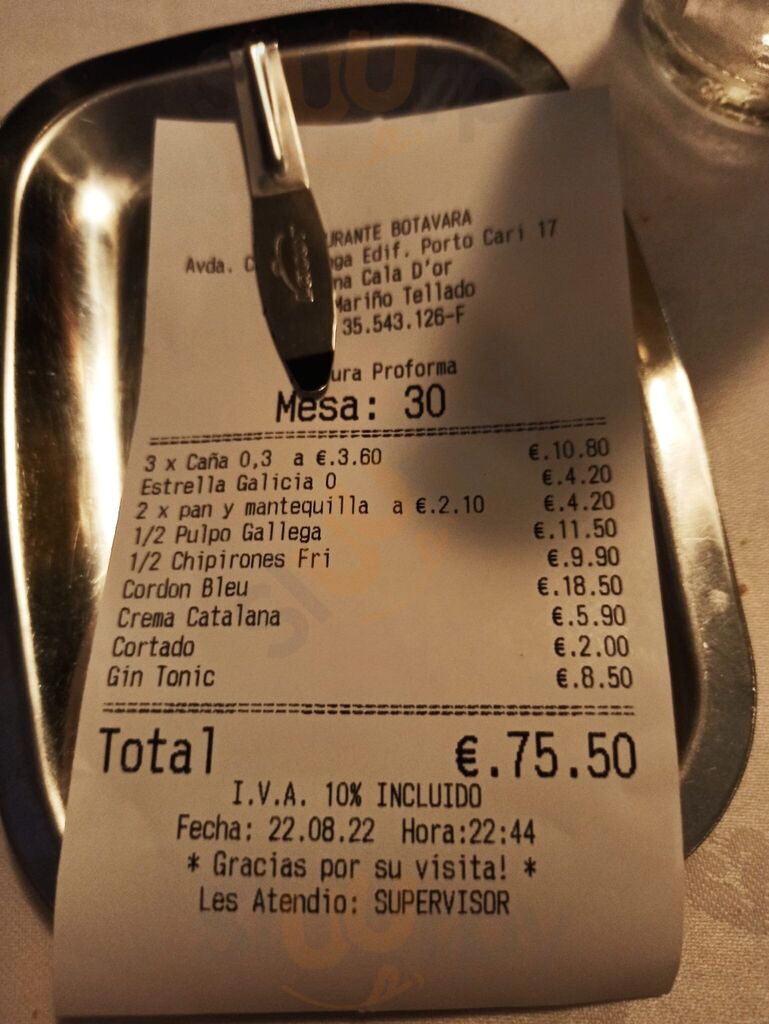 URANTE BOTAVARA
Avda. C nga Edif. Porto Cari 17
na Cala D'or
Mariño Tellado
35.543.126-F
ura Proforma
Mesa: 30
3 x Caña 0,3 a €.3.60 €.10.80
Estrella Galicia 0 €.4.20
2 x pan y mantequilla a €.2.10 €.4.20
1/2 Pulpo Gallega €.11.50
1/2 Chipirones Fri €.9.90
Cordon Bleu €.18.50
Crema Catalana €.5.90
Cortado €.2.00
Gin Tonic €.8.50
Total €.75.50
I.V.A. 10% INCLUIDO
Fecha: 22.08.22 Hora:22:44
* Gracias por su visita! *
Les Atendio: SUPERVISOR